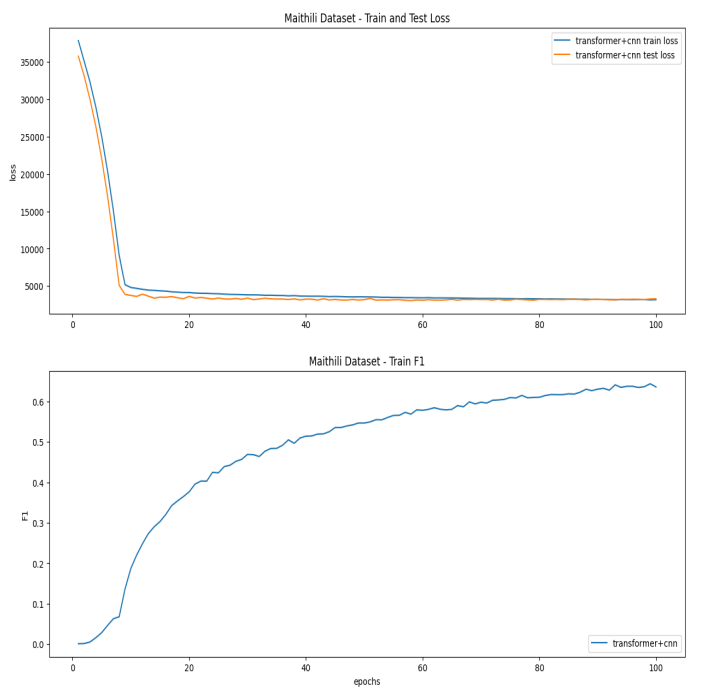 Maithili Dataset - Train and Test Loss
transformer+cnn train loss
transformer+cnn test loss
loss
35000
30000
25000
20000
15000
10000
5000
0 20 40 60 80 100
Maithili Dataset - Train F1
F1
0.6
0.5
0.4
0.3
0.2
0.1
0.0
transformer+cnn
0 20 40 60 80 100
epochs